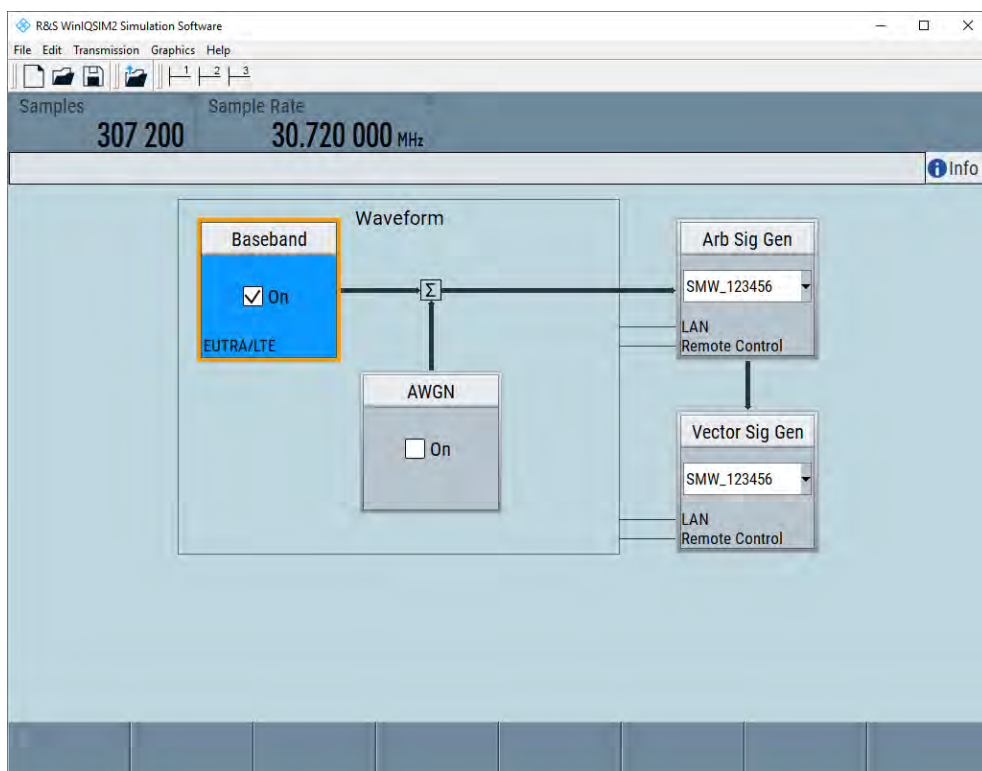 R&S WinIQSIM2 Simulation Software
File Edit Transmission Graphics Help
1 2 3
Samples Sample Rate
307 200 30.720 000 MHz
Info
Waveform
Baseband
On
EUTRA/LTE
Σ
AWGN
On
Arb Sig Gen
SMW_123456
LAN
Remote Control
Vector Sig Gen
SMW_123456
LAN
Remote Control